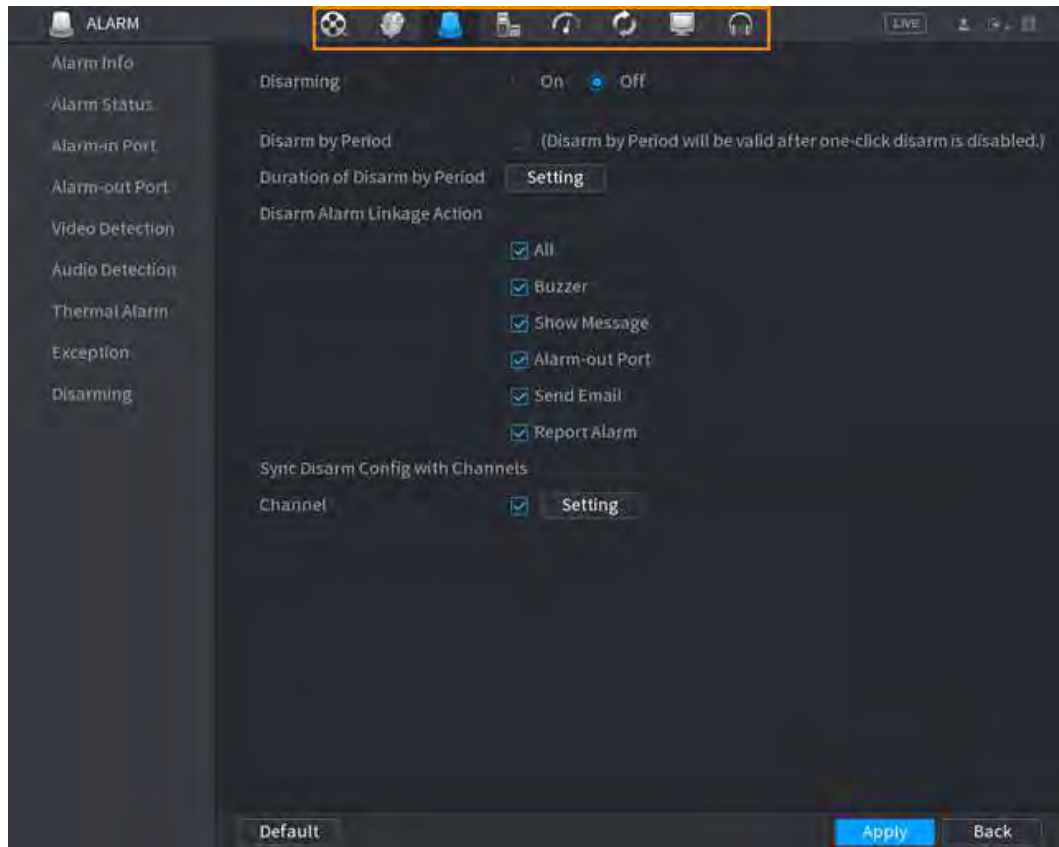 ALARM
LIVE
Alarm Info
Alarm Status
Alarm-in Port
Alarm-out Port
Video Detection
Audio Detection
Thermal Alarm
Exception
Disarming
Disarming On Off
Disarm by Period (Disarm by Period will be valid after one-click disarm is disabled.)
Duration of Disarm by Period Setting
Disarm Alarm Linkage Action
All
Buzzer
Show Message
Alarm-out Port
Send Email
Report Alarm
Sync Disarm Config with Channels
Channel Setting
Default Apply Back